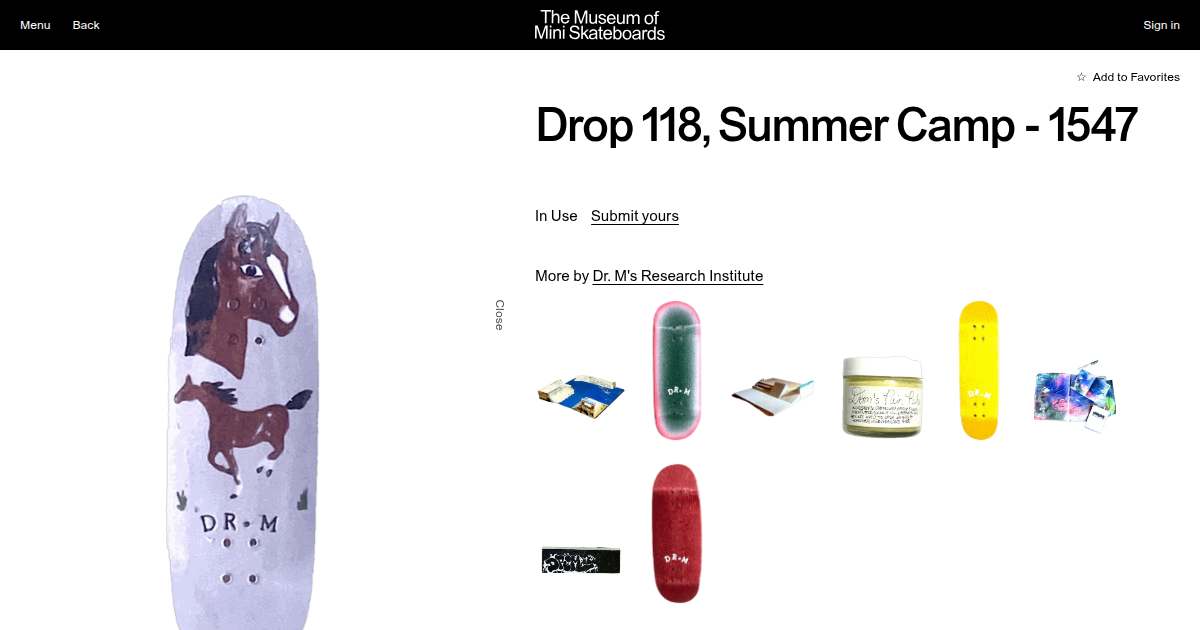 Menu
Back
The Museum of
Mini Skateboards
Sign in
☆ Add to Favorites
Drop 118, Summer Camp - 1547
In Use
Submit yours
More by Dr. M's Research Institute
Close
DR•M
DR•M
DR•M
DR•M